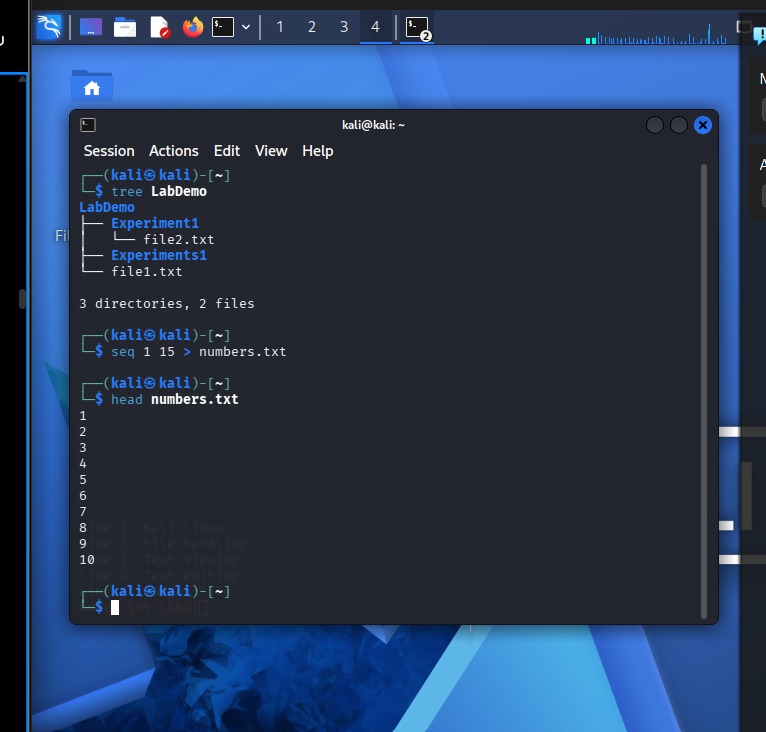 1 2 3 4 2
kali@kali: ~
Session Actions Edit View Help
┌──(kali㉿kali)-[~]
└─$ tree LabDemo
LabDemo
├── Experiment1
│   └── file2.txt
├── Experiments1
└── file1.txt
3 directories, 2 files
┌──(kali㉿kali)-[~]
└─$ seq 1 15 > numbers.txt
┌──(kali㉿kali)-[~]
└─$ head numbers.txt
1
2
3
4
5
6
7
8
9
10
┌──(kali㉿kali)-[~]
└─$